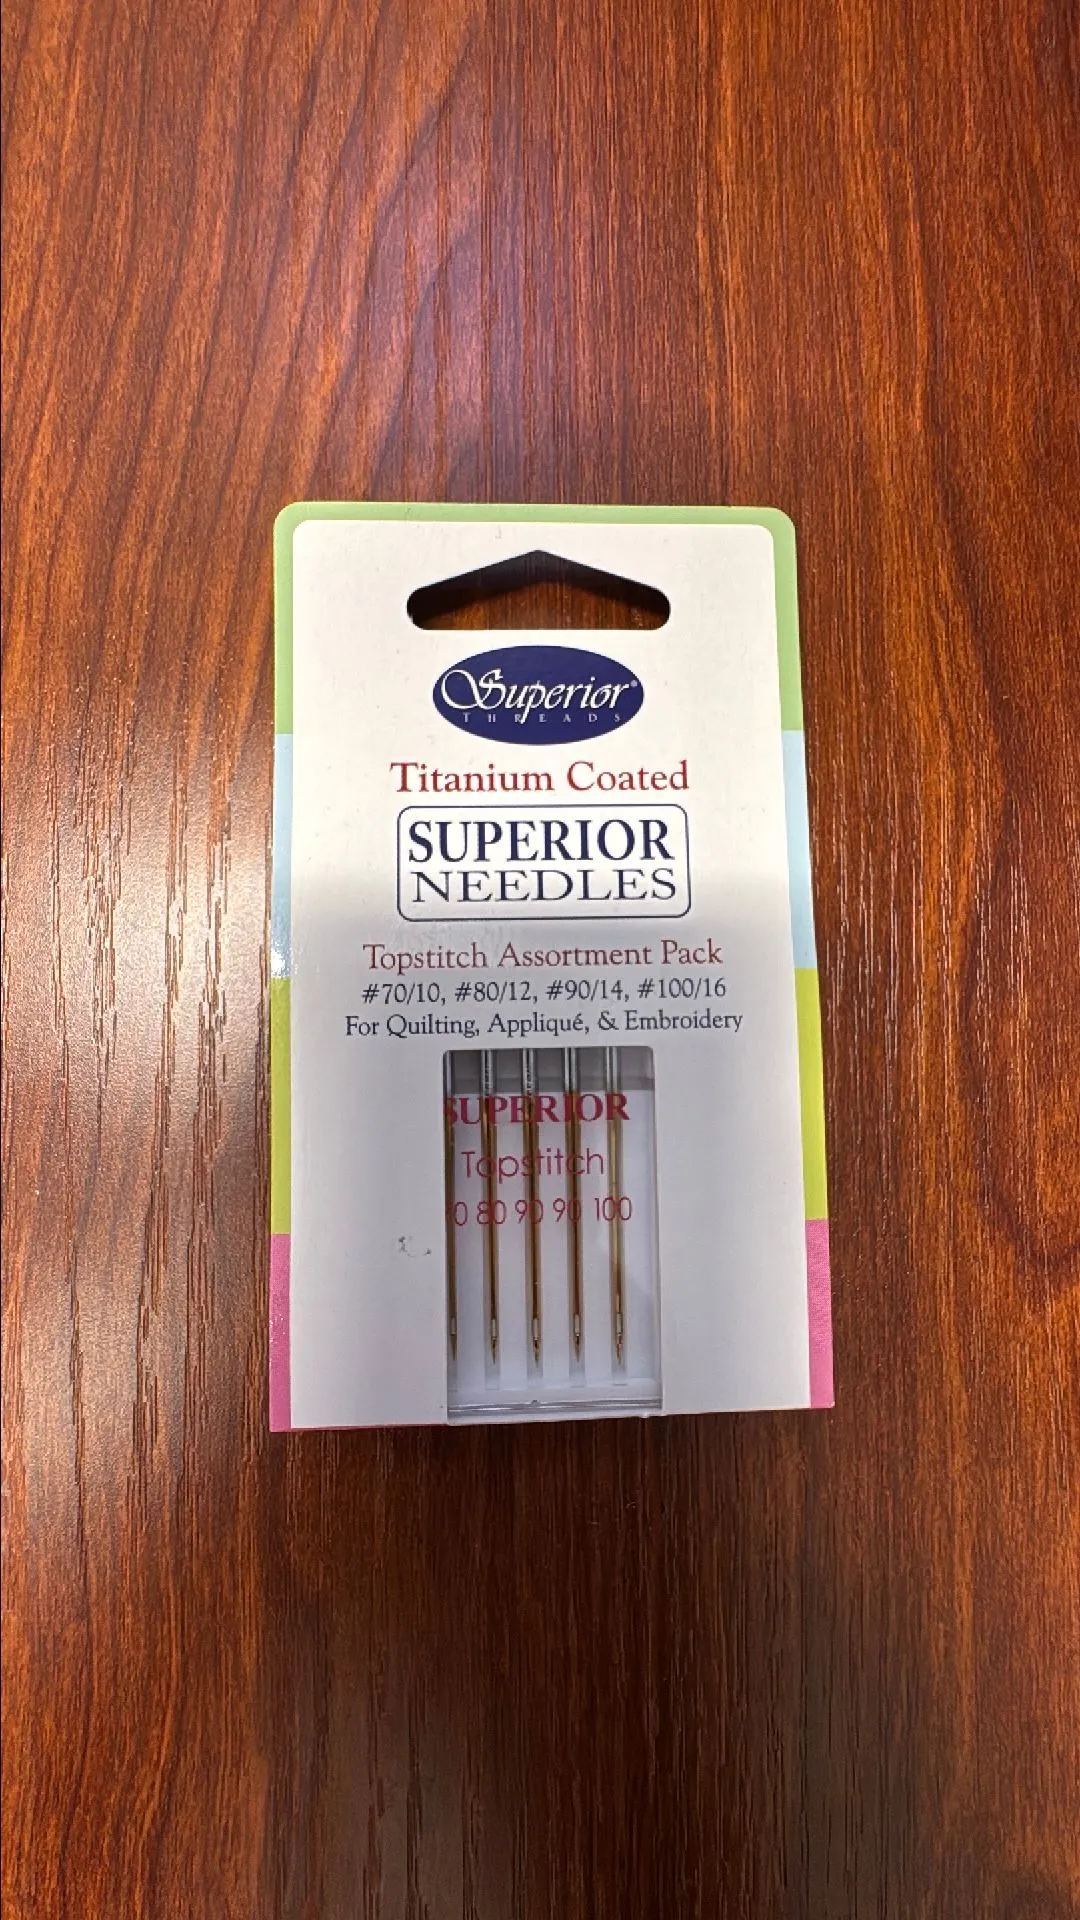 Superior®
THREADS
Titanium Coated
SUPERIOR
NEEDLES
Topstitch Assortment Pack
#70/10, #80/12, #90/14, #100/16
For Quilting, Appliqué, & Embroidery
SUPERIOR
Topstitch
0 80 90 90 100